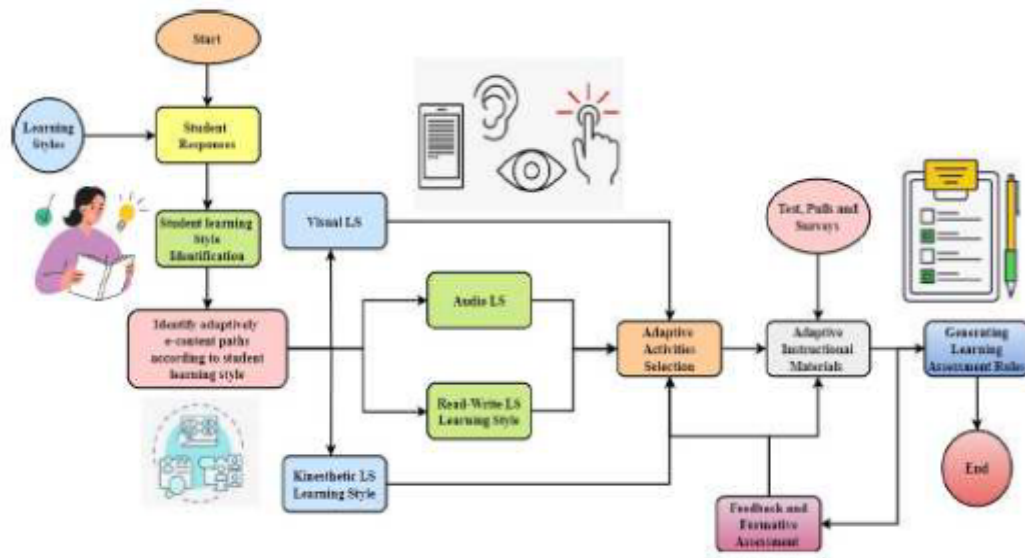 Start
Learning
Styles
Student
Responses
Student learning
Style
Identification
Identify adaptively
e-content paths
according to student
learning style
Visual LS
Audio LS
Read-Write LS
Learning Style
Kinesthetic LS
Learning Style
Adaptive
Activities
Selection
Test, Pulls and
Surveys
Adaptive
Instructional
Materials
Generating
Learning
Assessment Rules
Feedback and
Formative
Assessment
End